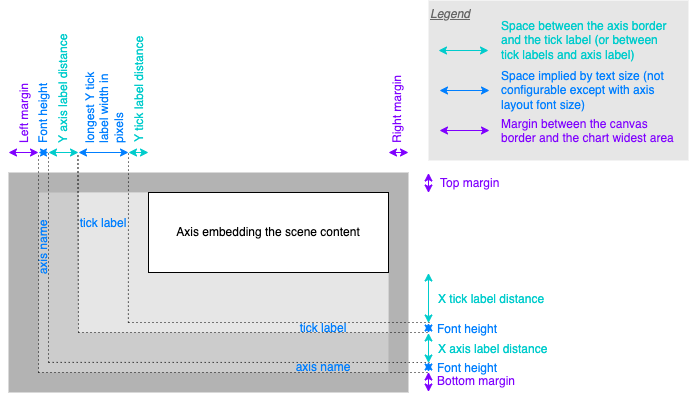 Legend
Space between the axis border
and the tick label (or between
tick labels and axis label)
Space implied by text size (not
configurable except with axis
layout font size)
Margin between the canvas
border and the chart widest area
Left margin
Font height
Y axis label distance
longest Y tick
label width in
pixels
Y tick label distance
Right margin
Top margin
axis name
tick label
Axis embedding the scene content
X tick label distance
tick label
Font height
X axis label distance
axis name
Font height
Bottom margin